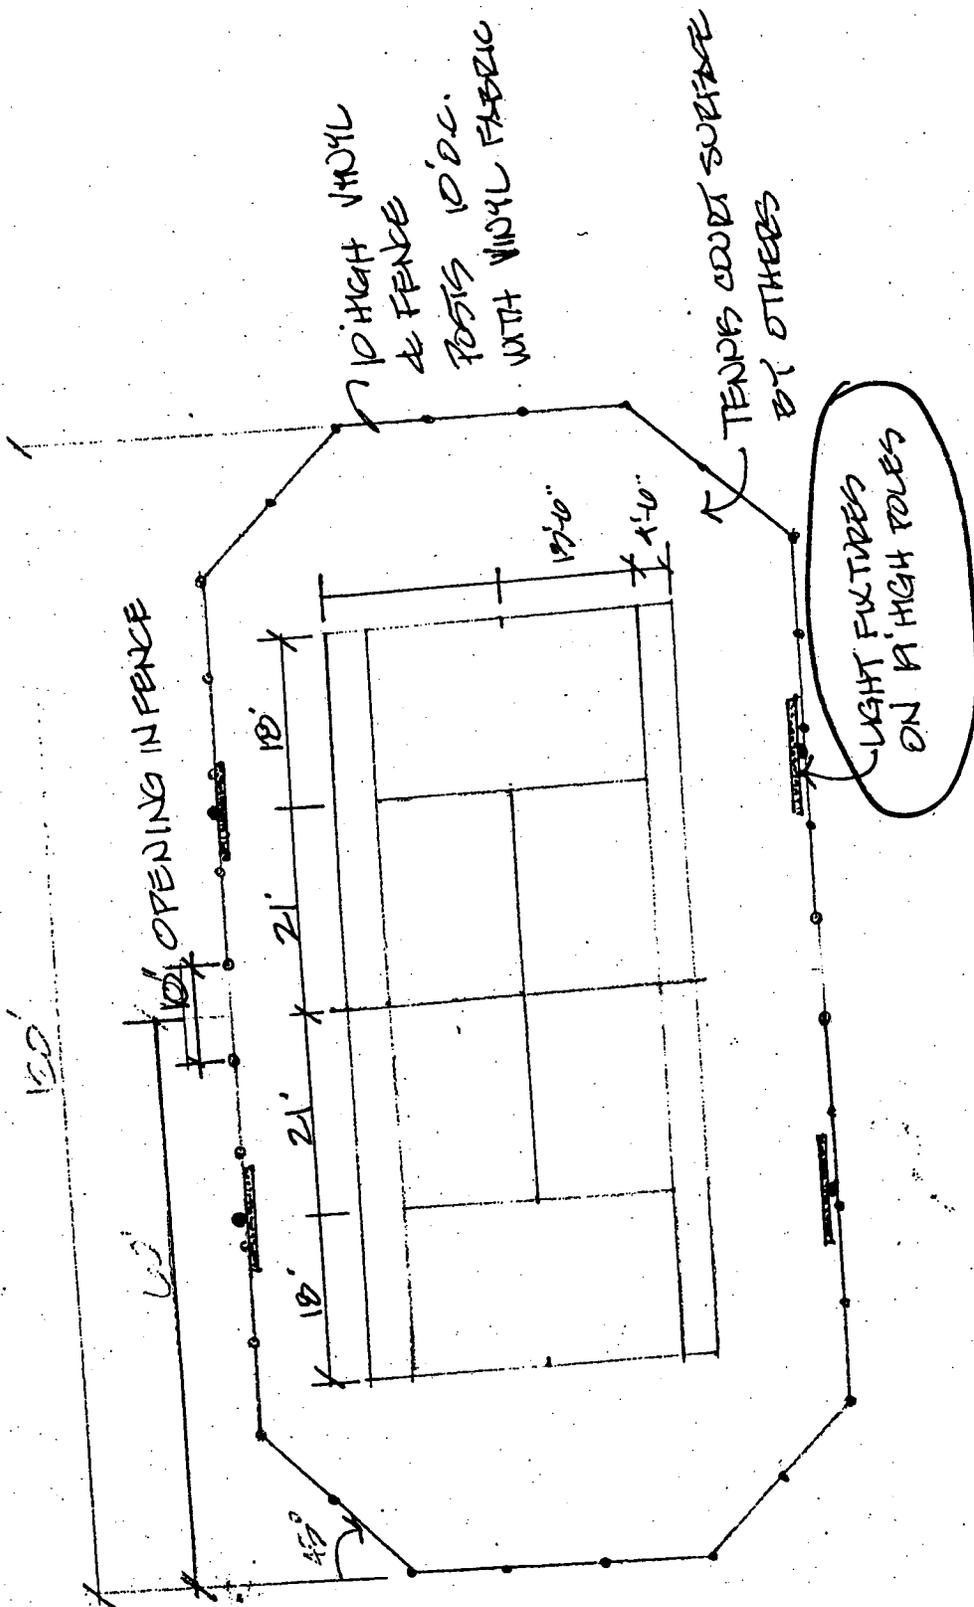 120'
60'
10' OPENING IN FENCE
18'
21'
21'
18'
45°
13'-6"
4'-6"
10' HIGH VINYL
FENCE
POSTS 10' O.C.
WITH VINYL FABRIC
TENNIS COURT SURFACE
BY OTHERS
LIGHT FIXTURES
ON HIGH POLES